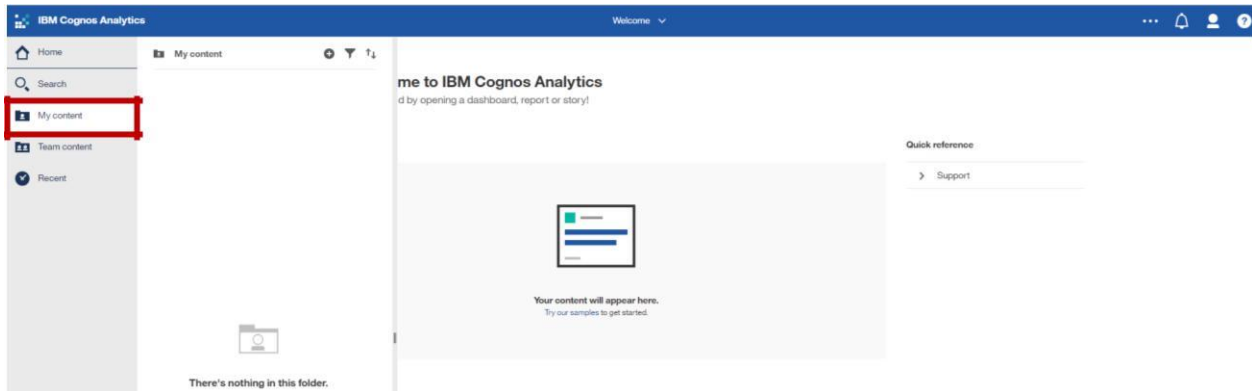 IBM Cognos Analytics
Welcome
Home
Search
My content
Team content
Recent
My content
There's nothing in this folder.
me to IBM Cognos Analytics
d by opening a dashboard, report or story!
Your content will appear here.
Try our samples to get started.
Quick reference
Support